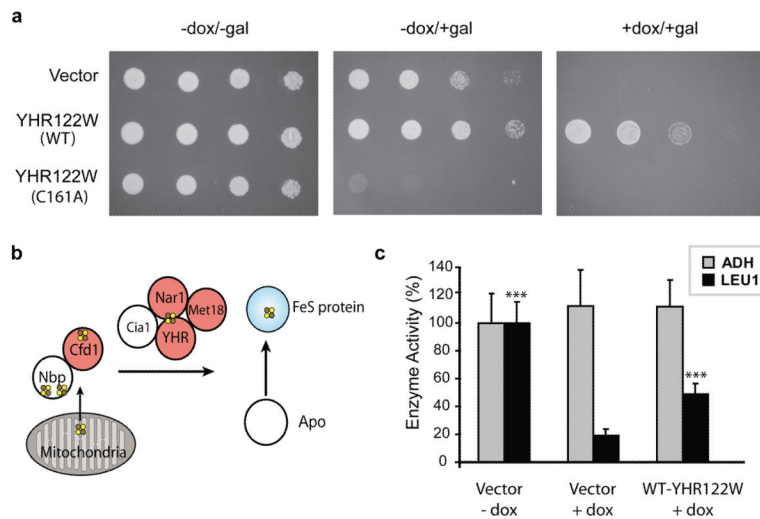 a
-dox/-gal
-dox/+gal
+dox/+gal
Vector
YHR122W
(WT)
YHR122W
(C161A)
b
Nar1
Met18
Cia1
YHR
Cfd1
Nbp
Mitochondria
FeS protein
Apo
c
ADH
LEU1
Enzyme Activity (%)
140
120
100
80
60
40
20
0
***
***
Vector
- dox
Vector
+ dox
WT-YHR122W
+ dox